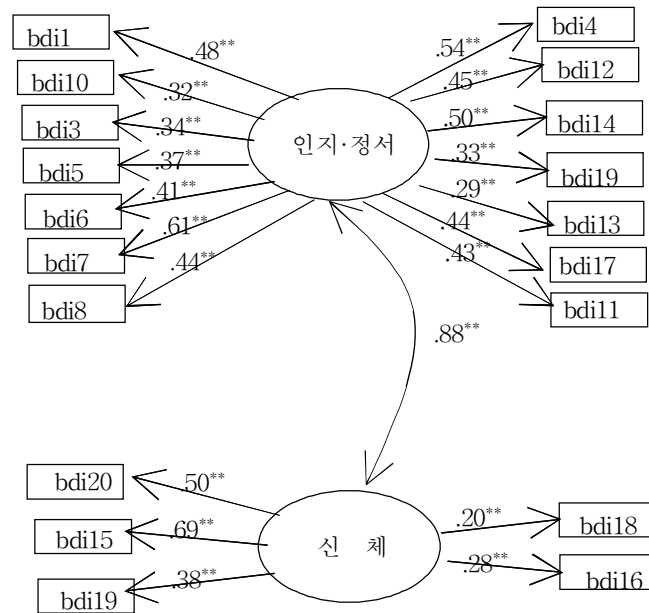 bdi1
.48**
bdi10
.32**
bdi3
.34**
bdi5
.37**
bdi6
.41**
bdi7
.61**
bdi8
.44**
인지·정서
.54**
bdi4
.45**
bdi12
.50**
bdi14
.33**
bdi19
.29**
bdi13
.44**
bdi17
.43**
bdi11
.88**
bdi20
.50**
bdi15
.69**
bdi19
.38**
신 체
.20**
bdi18
.28**
bdi16